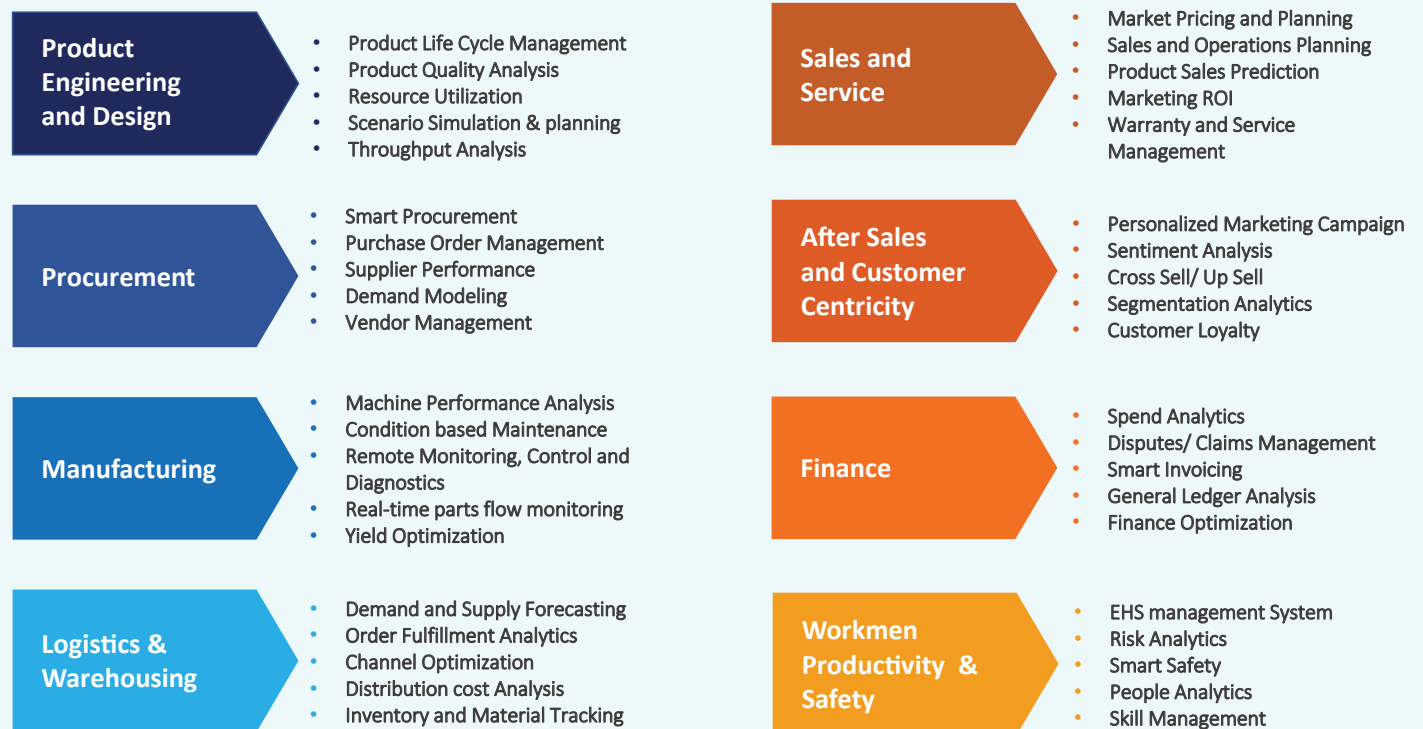 Product
Engineering
and Design
• Product Life Cycle Management
• Product Quality Analysis
• Resource Utilization
• Scenario Simulation & planning
• Throughput Analysis
Procurement
• Smart Procurement
• Purchase Order Management
• Supplier Performance
• Demand Modeling
• Vendor Management
Manufacturing
• Machine Performance Analysis
• Condition based Maintenance
• Remote Monitoring, Control and
Diagnostics
• Real-time parts flow monitoring
• Yield Optimization
Logistics &
Warehousing
• Demand and Supply Forecasting
• Order Fulfillment Analytics
• Channel Optimization
• Distribution cost Analysis
• Inventory and Material Tracking
Sales and
Service
• Market Pricing and Planning
• Sales and Operations Planning
• Product Sales Prediction
• Marketing ROI
• Warranty and Service
Management
After Sales
and Customer
Centricity
• Personalized Marketing Campaign
• Sentiment Analysis
• Cross Sell/ Up Sell
• Segmentation Analytics
• Customer Loyalty
Finance
• Spend Analytics
• Disputes/ Claims Management
• Smart Invoicing
• General Ledger Analysis
• Finance Optimization
Workmen
Productivity &
Safety
• EHS management System
• Risk Analytics
• Smart Safety
• People Analytics
• Skill Management